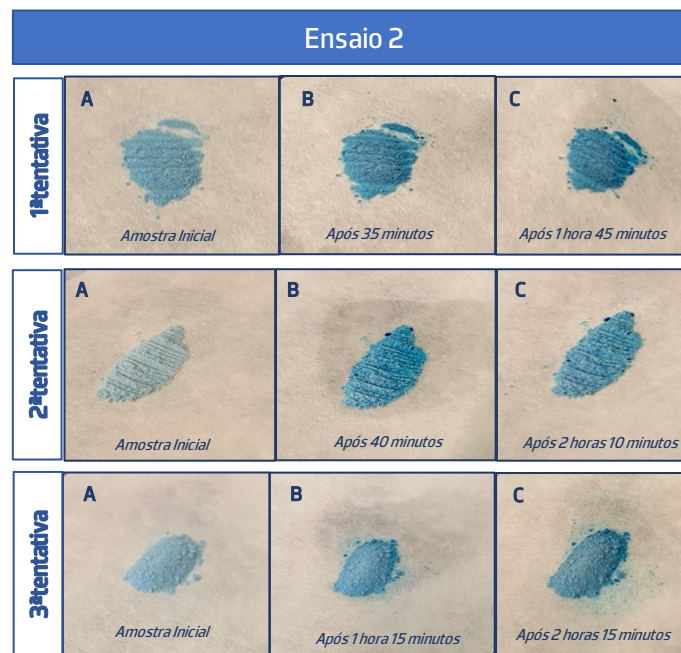 Ensaio 2
1ªtentativa
A
B
C
Amostra Inicial
Após 35 minutos
Após 1 hora 45 minutos
2ªtentativa
A
B
C
Amostra Inicial
Após 40 minutos
Após 2 horas 10 minutos
3ªtentativa
A
B
C
Amostra Inicial
Após 1 hora 15 minutos
Após 2 horas 15 minutos